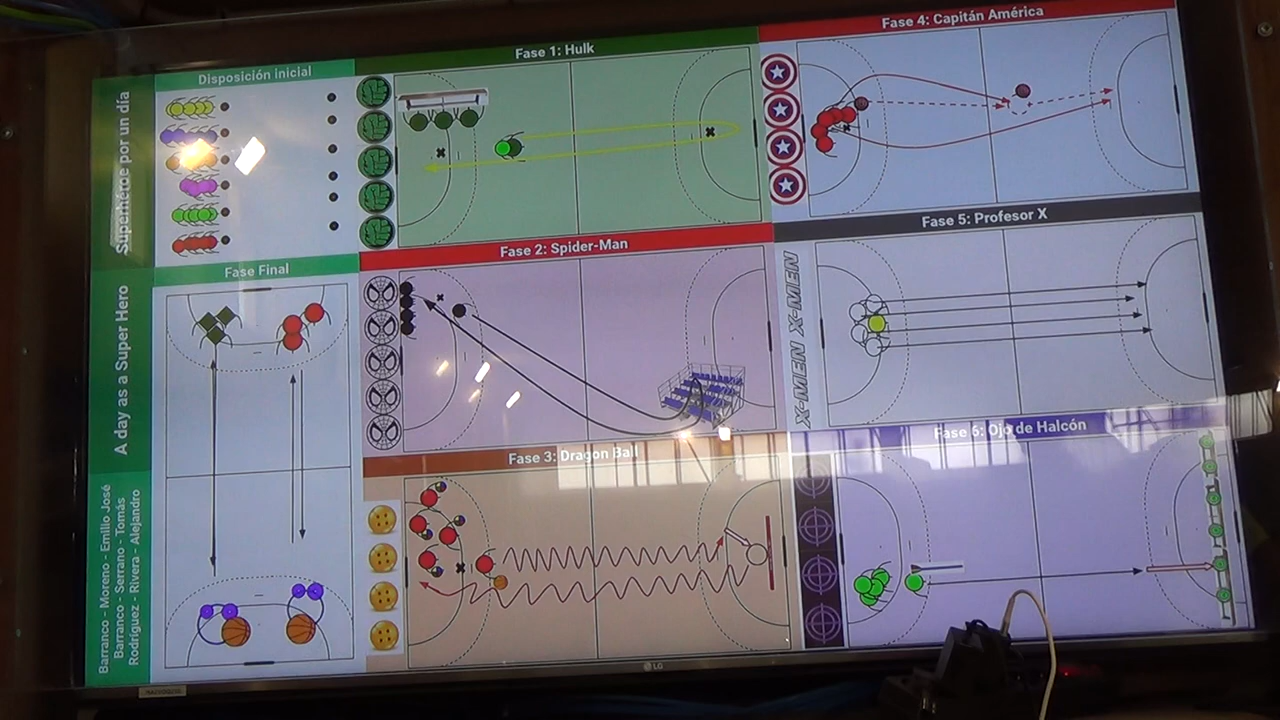 Superhéroe por un día
A day as a Super Hero
Barranco - Moreno - Emilio José
Barranco - Serrano - Tomás
Rodríguez - Rivera - Alejandro
Disposición inicial
Fase Final
Fase 1: Hulk
Fase 2: Spider-Man
Fase 3: Dragon Ball
Fase 4: Capitán América
Fase 5: Profesor X
X-MEN X-MEN
Fase 6: Ojo de Halcón
LG